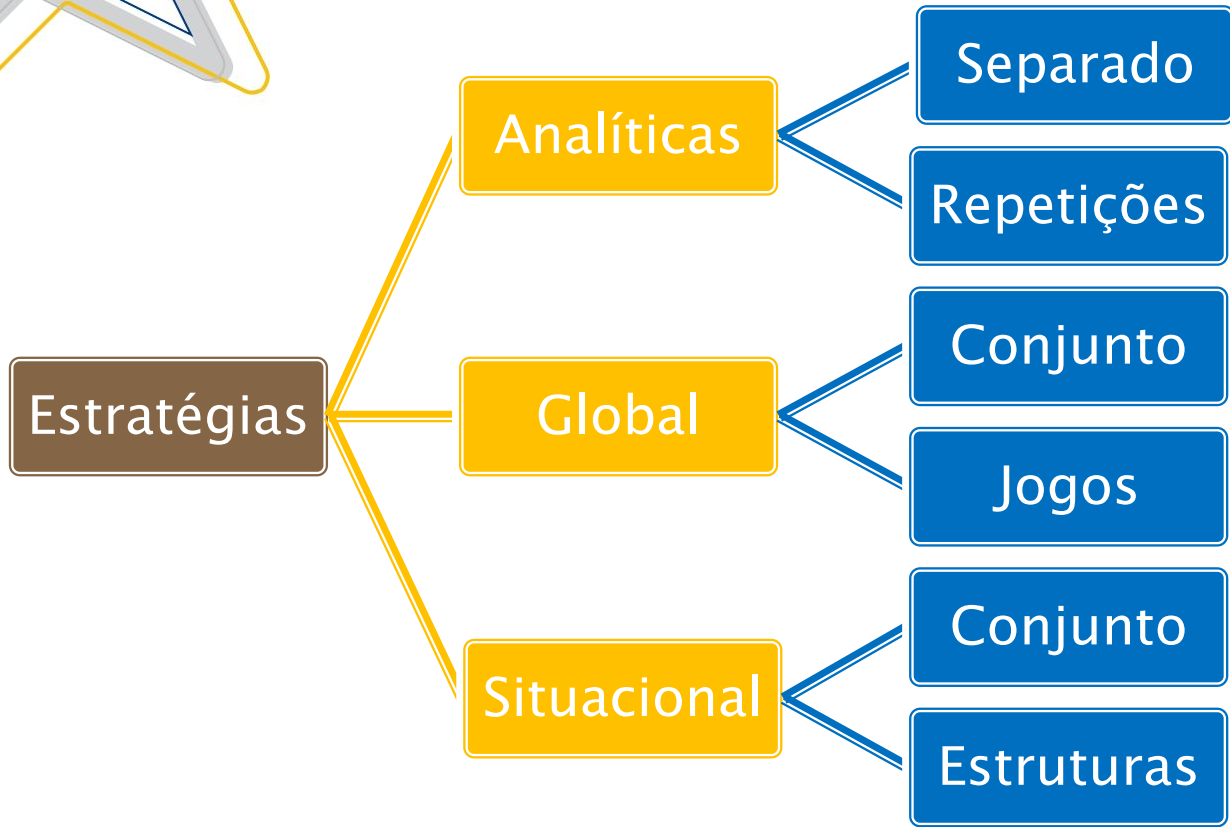 Estratégias
Analíticas
Separado
Repetições
Global
Conjunto
Jogos
Situacional
Conjunto
Estruturas